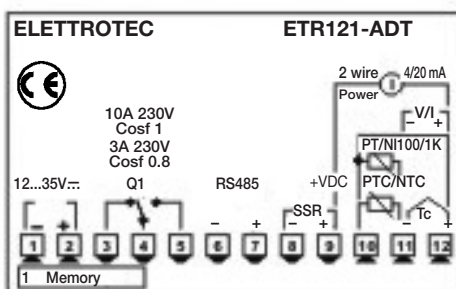 ELETTROTEC ETR121-ADT
CE
2 wire 4/20 mA
Power
10A 230V
Cosf 1
3A 230V
Cosf 0.8
V/I
− +
PT/NI100/1K
12...35V⎓ Q1 RS485 +VDC PTC/NTC
SSR Tc
− + − + − + − +
1 2 3 4 5 6 7 8 9 10 11 12
1 Memory